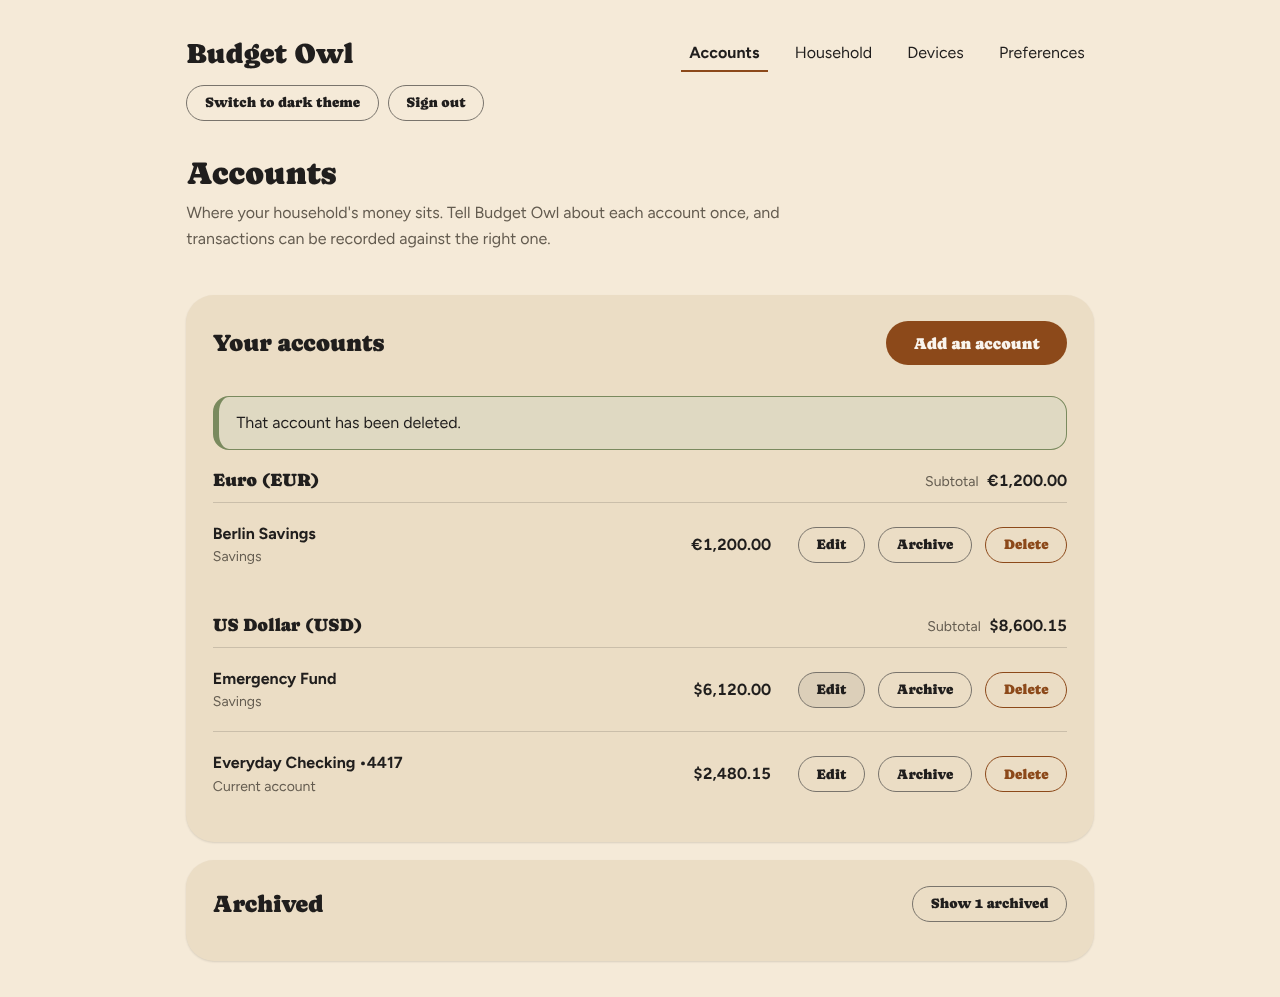 Budget Owl
Accounts Household Devices Preferences
Switch to dark theme Sign out
Accounts
Where your household's money sits. Tell Budget Owl about each account once, and
transactions can be recorded against the right one.
Your accounts Add an account
That account has been deleted.
Euro (EUR) Subtotal €1,200.00
Berlin Savings
Savings
€1,200.00 Edit Archive Delete
US Dollar (USD) Subtotal $8,600.15
Emergency Fund
Savings
$6,120.00 Edit Archive Delete
Everyday Checking •4417
Current account
$2,480.15 Edit Archive Delete
Archived Show 1 archived